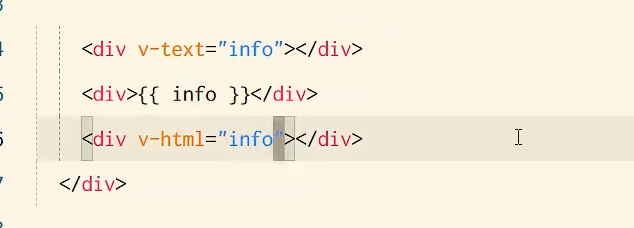 <div v-text="info"></div>
<div>{{ info }}</div>
<div v-html="info"></div>
</div>